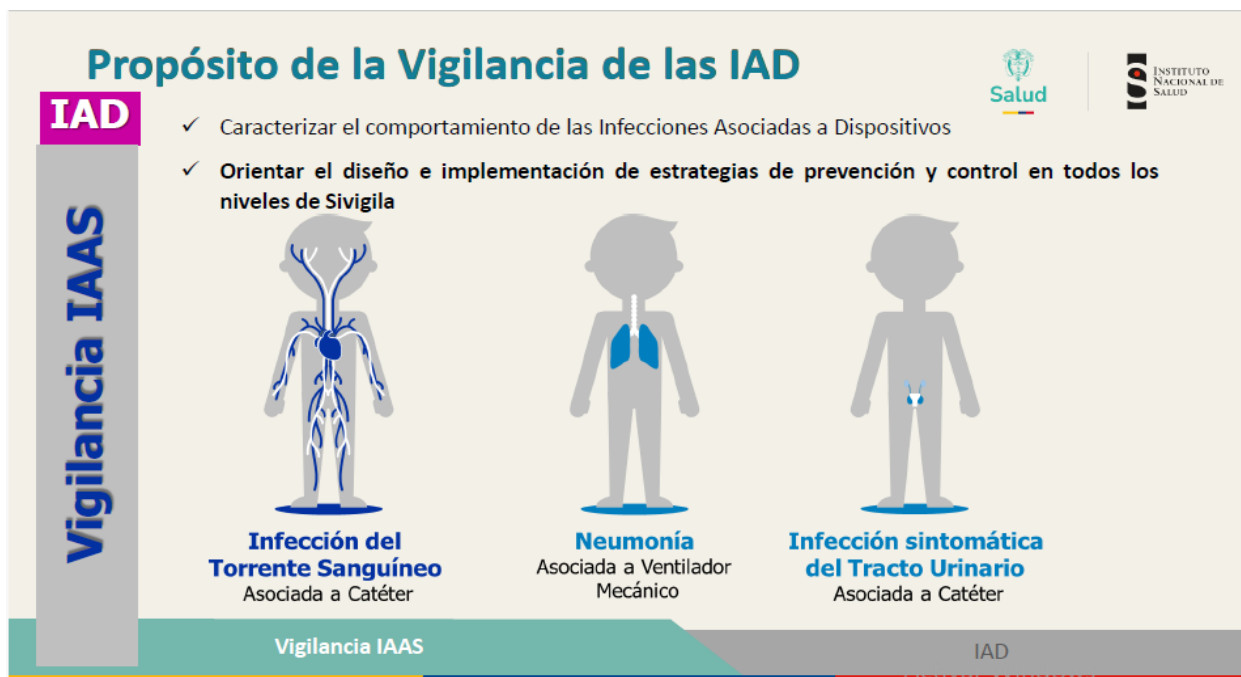 Propósito de la Vigilancia de las IAD
Salud
INSTITUTO
NACIONAL DE
SALUD
IAD
✓ Caracterizar el comportamiento de las Infecciones Asociadas a Dispositivos
✓ Orientar el diseño e implementación de estrategias de prevención y control en todos los
niveles de Sivigila
Vigilancia IAAS
Infección del
Torrente Sanguíneo
Asociada a Catéter
Neumonía
Asociada a Ventilador
Mecánico
Infección sintomática
del Tracto Urinario
Asociada a Catéter
Vigilancia IAAS
IAD